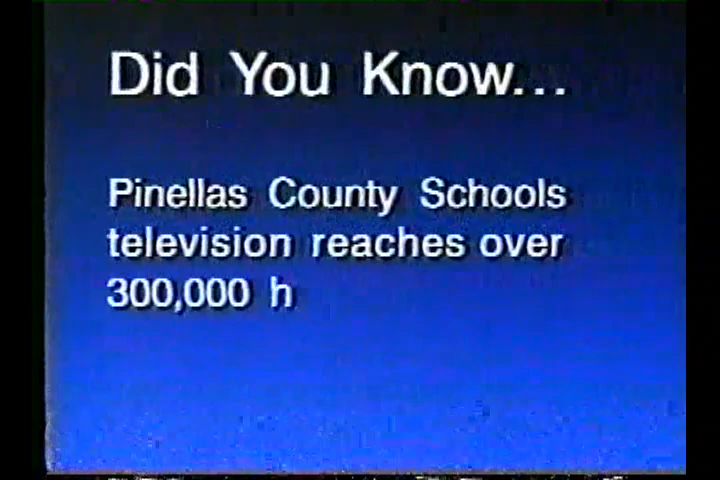 Did You Know...
Pinellas County Schools
television reaches over
300,000 h